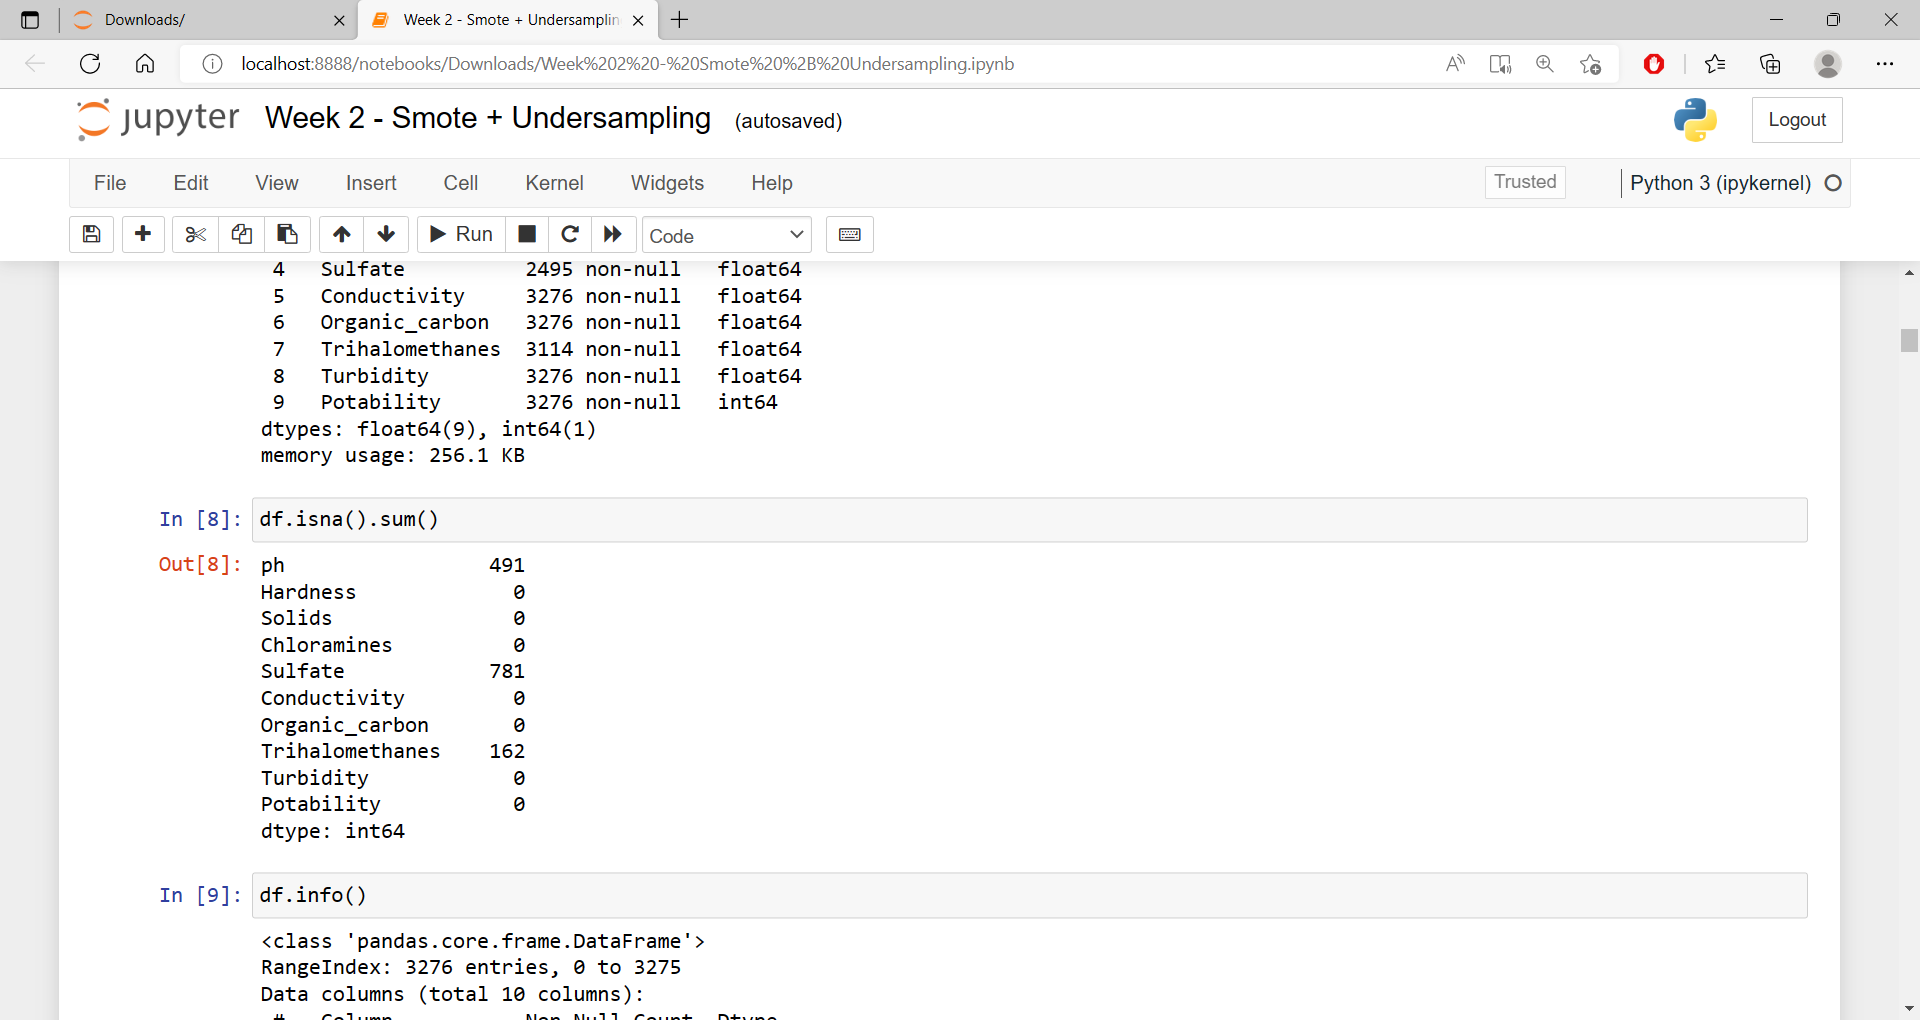 Downloads/
Week 2 - Smote + Undersamplin
localhost:8888/notebooks/Downloads/Week%202%20-%20Smote%20%2B%20Undersampling.ipynb
jupyter Week 2 - Smote + Undersampling (autosaved)
Logout
File Edit View Insert Cell Kernel Widgets Help
Trusted
Python 3 (ipykernel)
Run
Code
4 Sulfate 2495 non-null float64
5 Conductivity 3276 non-null float64
6 Organic_carbon 3276 non-null float64
7 Trihalomethanes 3114 non-null float64
8 Turbidity 3276 non-null float64
9 Potability 3276 non-null int64
dtypes: float64(9), int64(1)
memory usage: 256.1 KB
In [8]: df.isna().sum()
Out[8]: ph 491
Hardness 0
Solids 0
Chloramines 0
Sulfate 781
Conductivity 0
Organic_carbon 0
Trihalomethanes 162
Turbidity 0
Potability 0
dtype: int64
In [9]: df.info()
<class 'pandas.core.frame.DataFrame'>
RangeIndex: 3276 entries, 0 to 3275
Data columns (total 10 columns):
# Column Non-Null Count Dtype